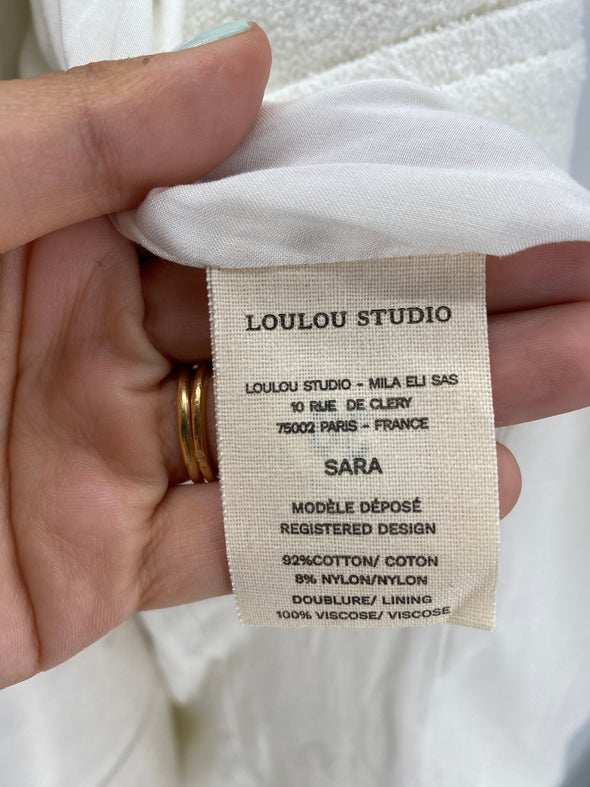 LOULOU STUDIO
LOULOU STUDIO - MILA ELI SAS
10 RUE DE CLERY
75002 PARIS - FRANCE
SARA
MODÈLE DÉPOSÉ
REGISTERED DESIGN
92%COTTON/ COTON
8% NYLON/NYLON
DOUBLURE/ LINING
100% VISCOSE/ VISCOSE